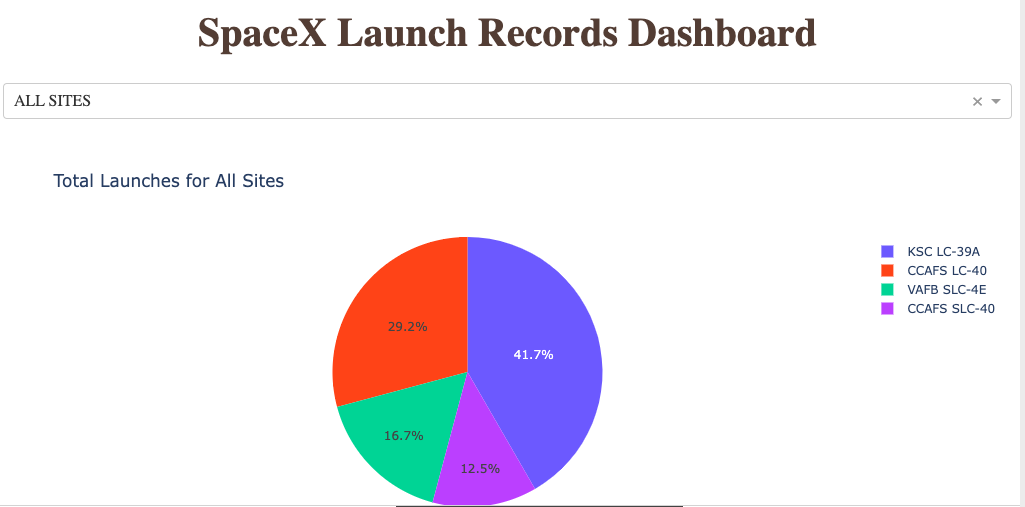 SpaceX Launch Records Dashboard
ALL SITES
Total Launches for All Sites
KSC LC-39A
CCAFS LC-40
VAFB SLC-4E
CCAFS SLC-40
29.2%
41.7%
16.7%
12.5%